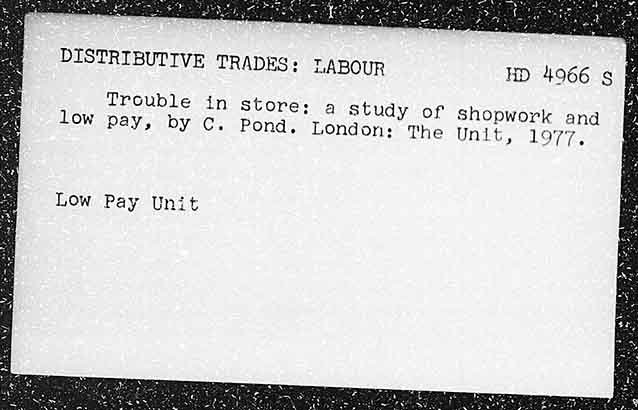 DISTRIBUTIVE TRADES: LABOUR HD 4966 S
Trouble in store: a study of shopwork and
low pay, by C. Pond. London: The Unit, 1977.
Low Pay Unit